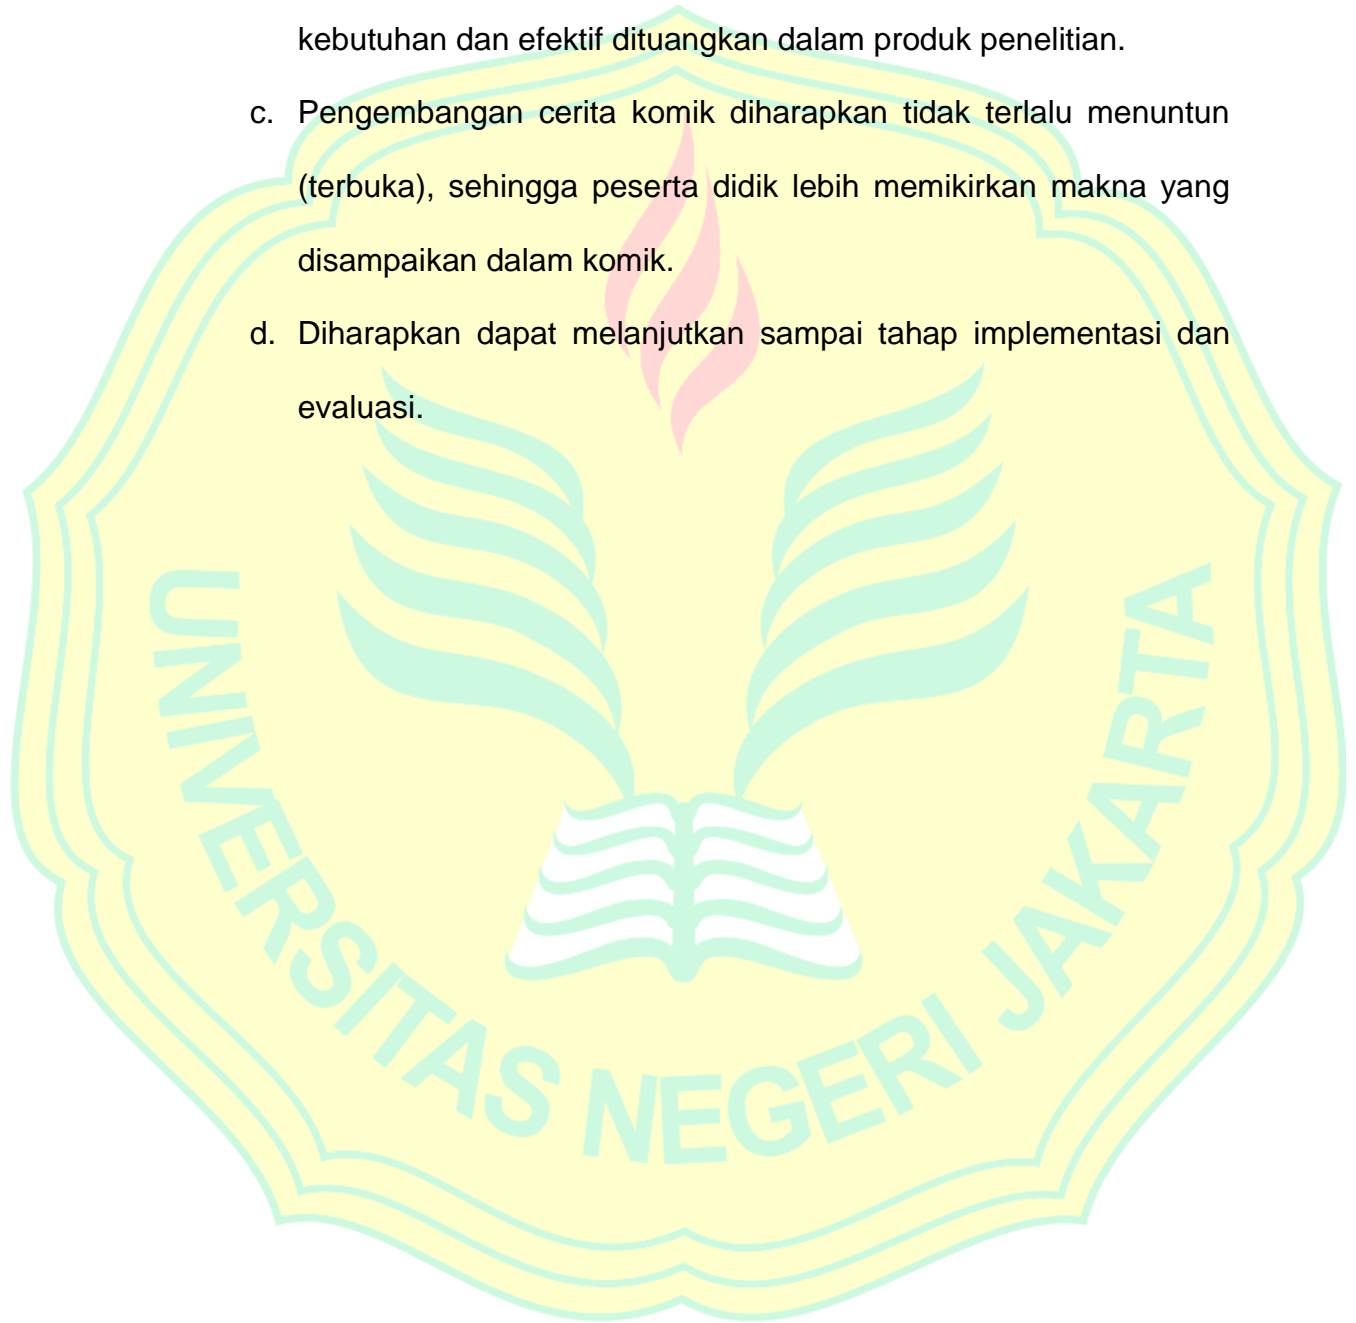 kebutuhan dan efektif dituangkan dalam produk penelitian.
c. Pengembangan cerita komik diharapkan tidak terlalu menuntun
(terbuka), sehingga peserta didik lebih memikirkan makna yang
disampaikan dalam komik.
d. Diharapkan dapat melanjutkan sampai tahap implementasi dan
evaluasi.
UNIVERSITAS NEGERI JAKARTA